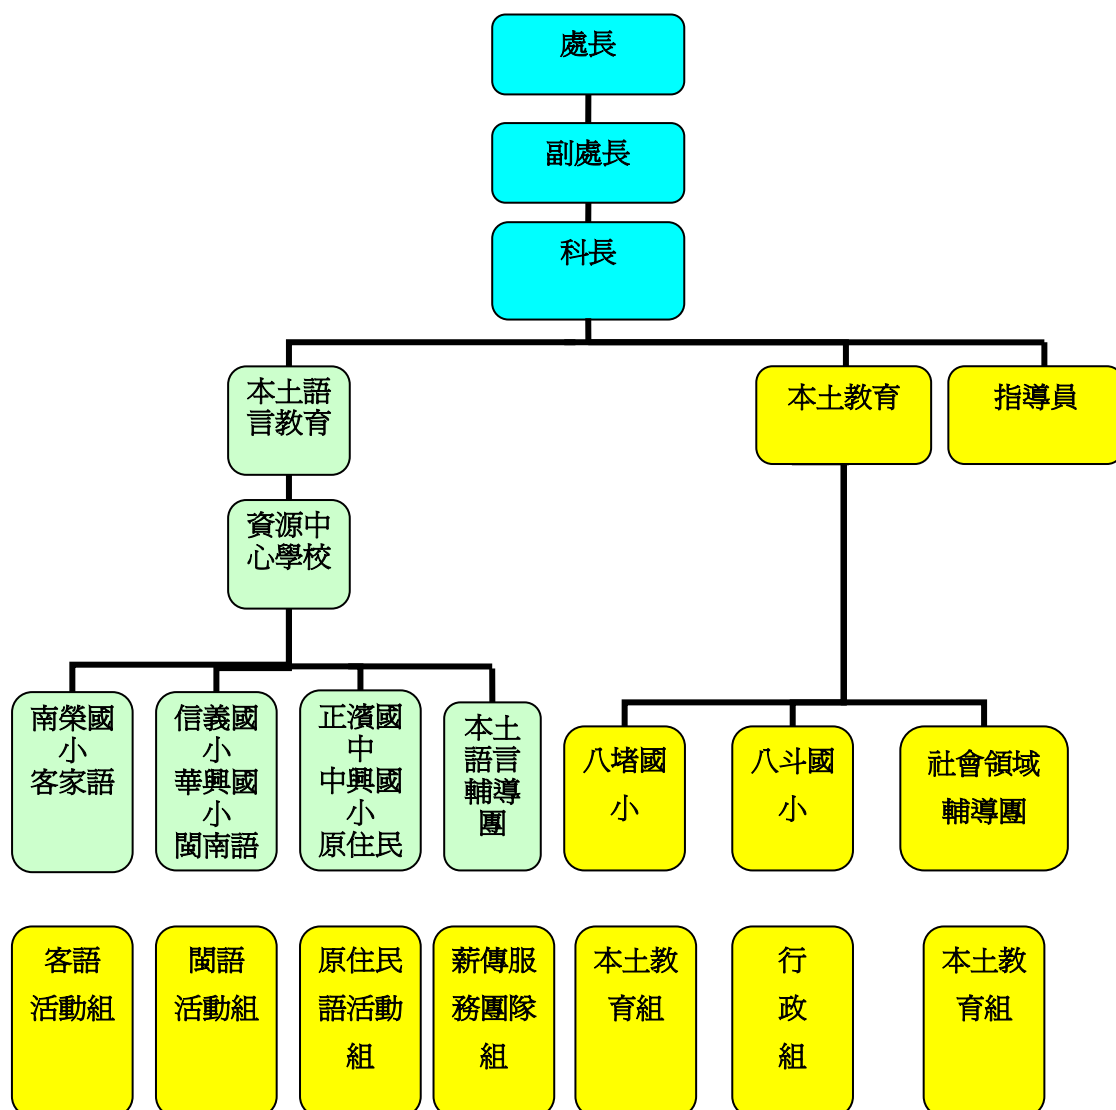 處長
副處長
科長
本土語
言教育
本土教育
指導員
資源中
心學校
南榮國
小
客家語
信義國
小
華興國
小
閩南語
正濱國
中
中興國
小
原住民
本土
語言
輔導
團
八堵國
小
八斗國
小
社會領域
輔導團
客語
活動組
閩語
活動組
原住民
語活動
組
薪傳服
務團隊
組
本土教
育組
行
政
組
本土教
育組